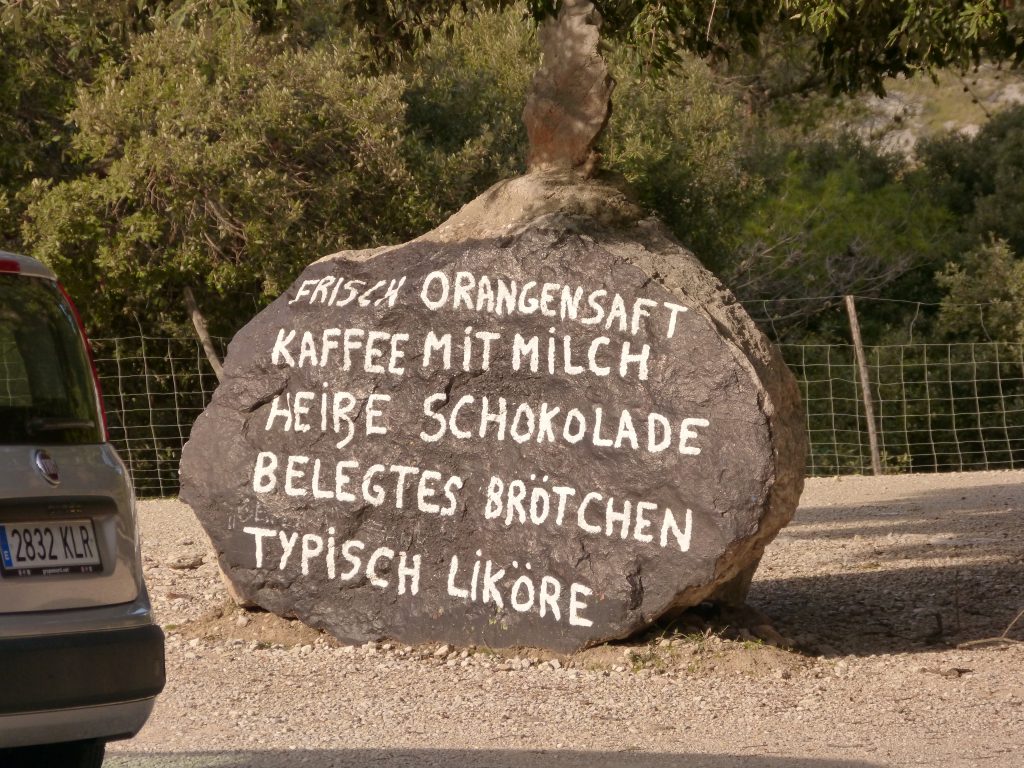 FRISCH ORANGENSAFT
KAFFEE MIT MILCH
HEIßE SCHOKOLADE
BELEGTES BRÖTCHEN
TYPISCH LIKÖRE
2832 KLR